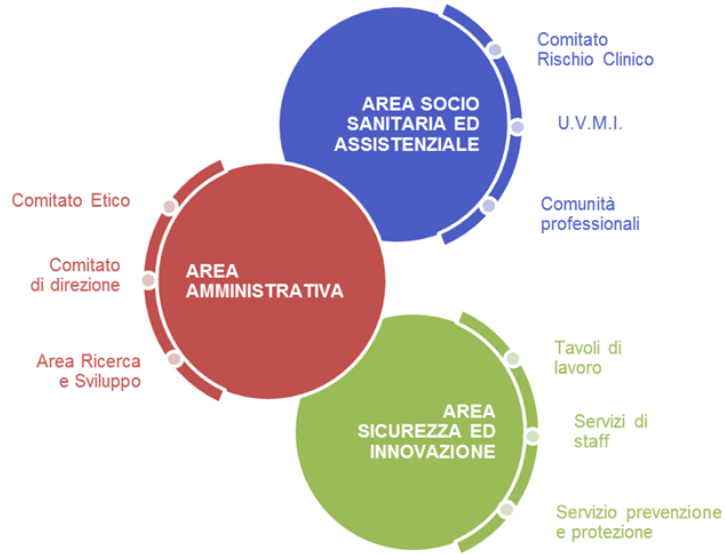 Comitato
Rischio Clinico
AREA SOCIO
SANITARIA ED
ASSISTENZIALE
U.V.M.I.
Comunità
professionali
Comitato Etico
Comitato
di direzione
Area Ricerca
e Sviluppo
AREA
AMMINISTRATIVA
Tavoli di
lavoro
AREA
SICUREZZA ED
INNOVAZIONE
Servizi di
staff
Servizio prevenzione
e protezione